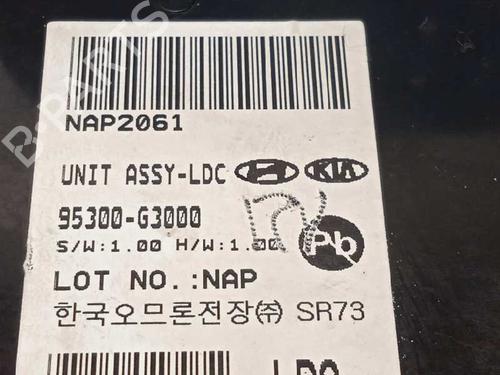 NAP2061
UNIT ASSY-LDC KIA
95300-G3000
S/W:1.00 H/W:1.00
Pb
LOT NO.:NAP
한국오므론전장㈜ SR73
LDA
B-PARTS